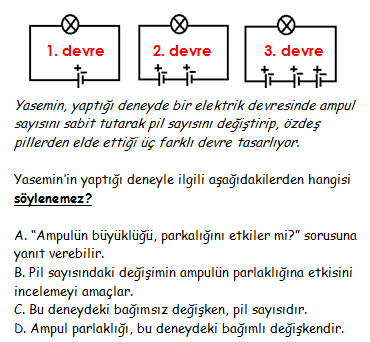 1. devre 2. devre 3. devre
Yasemin, yaptığı deneyde bir elektrik devresinde ampul
sayısını sabit tutarak pil sayısını değiştirip, özdeş
pillerden elde ettiği üç farklı devre tasarlıyor.
Yasemin'in yaptığı deneyle ilgili aşağıdakilerden hangisi
söylenemez?
A. "Ampulün büyüklüğü, parkalığını etkiler mi?" sorusuna
yanıt verebilir.
B. Pil sayısındaki değişimin ampulün parlaklığına etkisini
incelemeyi amaçlar.
C. Bu deneydeki bağımsız değişken, pil sayısıdır.
D. Ampul parlaklığı, bu deneydeki bağımlı değişkendir.